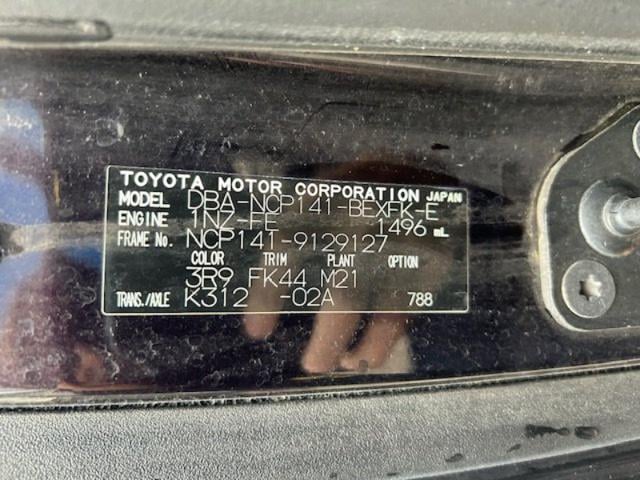 TOYOTA MOTOR CORPORATION JAPAN
MODEL DBA-NCP141-BEXFK-E
ENGINE 1NZ-FE 1496 mL
FRAME No. NCP141-9129127
COLOR TRIM PLANT OPTION
3R9 FK44 M21
TRANS./AXLE K312 -02A 788